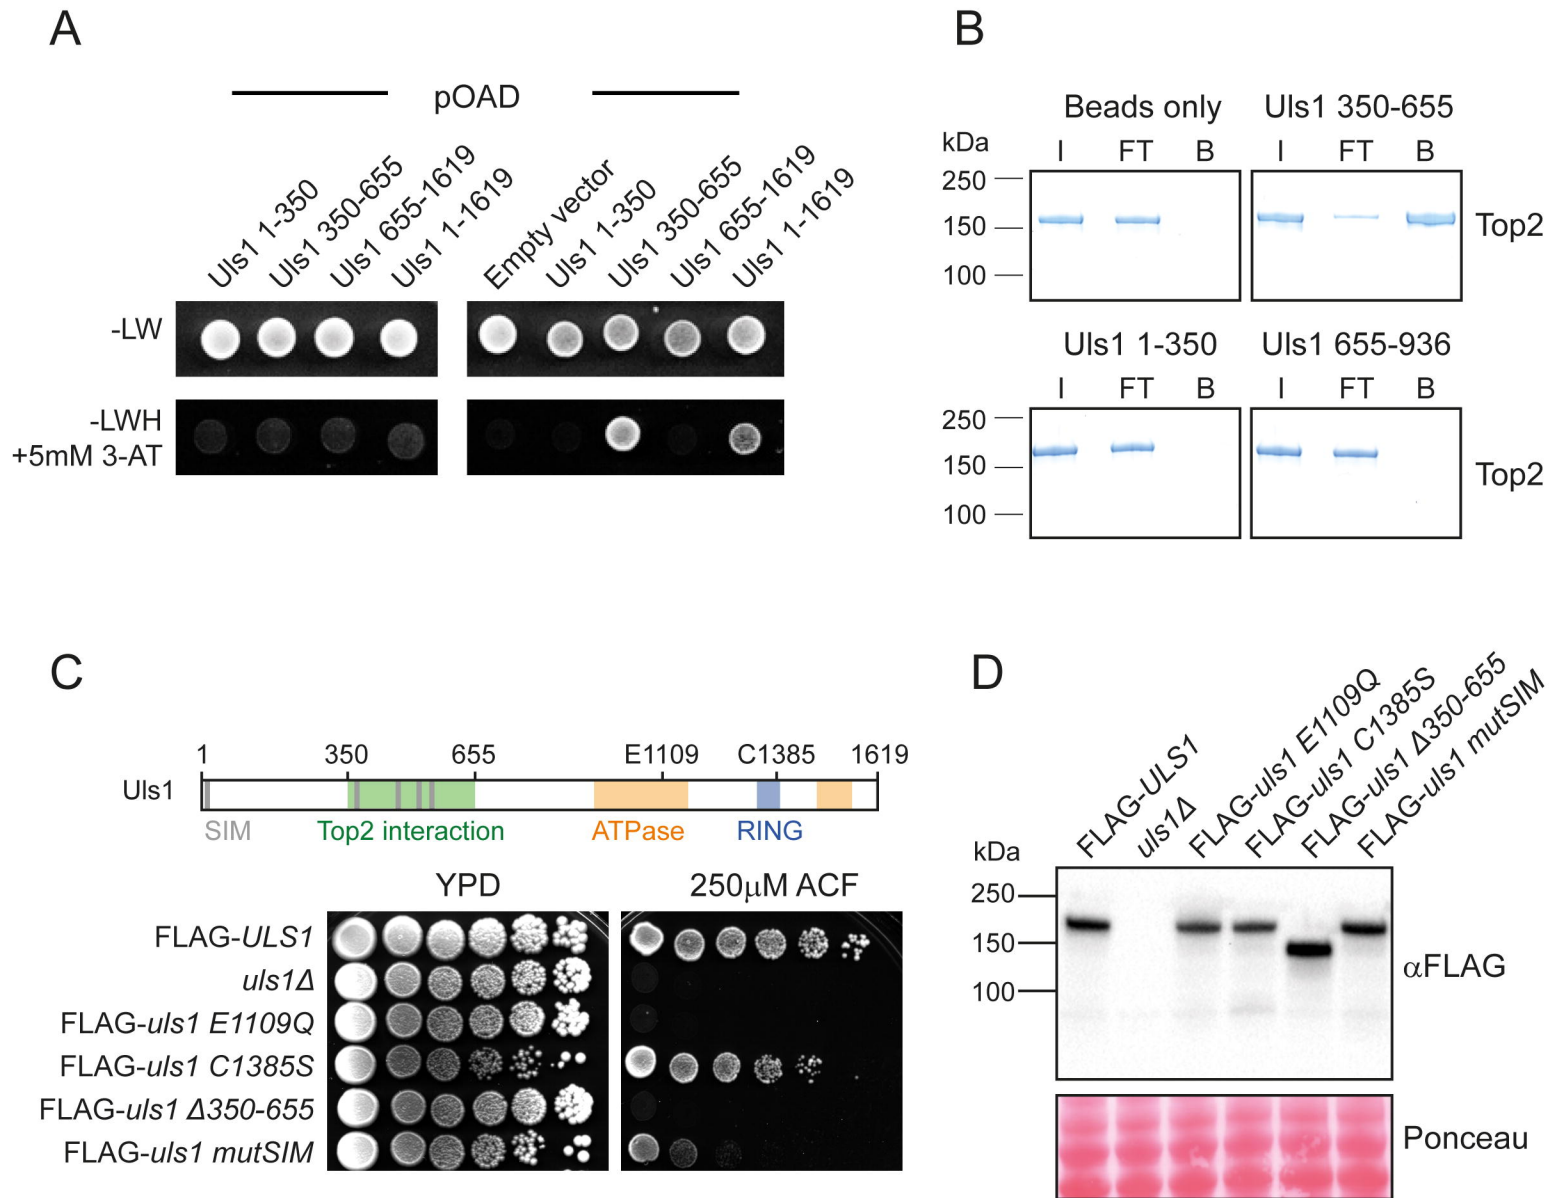 A
pOAD
Uls1 1-350
Uls1 350-655
Uls1 655-1619
Uls1 1-1619
Empty vector
Uls1 1-350
Uls1 350-655
Uls1 655-1619
Uls1 1-1619
-LW
-LWH
+5mM 3-AT
B
Beads only
Uls1 350-655
kDa
I FT B
I FT B
250
150
100
Top2
Uls1 1-350
Uls1 655-936
I FT B
I FT B
250
150
100
Top2
C
1 350 655 E1109 C1385 1619
Uls1
SIM Top2 interaction ATPase RING
YPD
250µM ACF
FLAG-ULS1
uls1Δ
FLAG-uls1 E1109Q
FLAG-uls1 C1385S
FLAG-uls1 Δ350-655
FLAG-uls1 mutSIM
D
FLAG-ULS1
uls1Δ
FLAG-uls1 E1109Q
FLAG-uls1 C1385S
FLAG-uls1 Δ350-655
FLAG-uls1 mutSIM
kDa
250
150
100
αFLAG
Ponceau